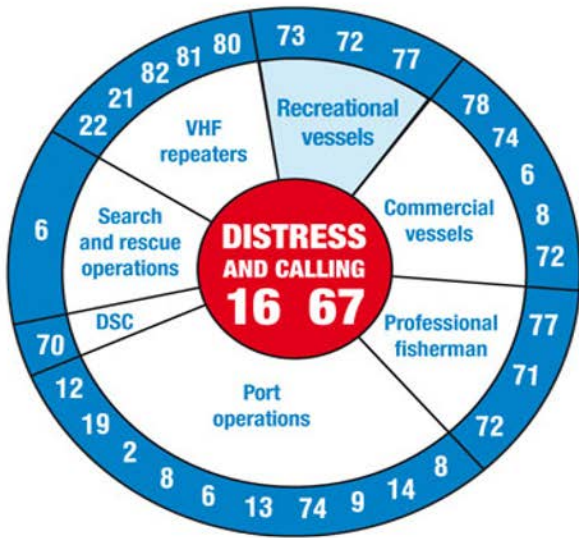 73 72 77
Recreational
vessels
78
74
6
8
72
Commercial
vessels
77
71
72
Professional
fisherman
8
14
9
74
13
6
8
2
19
12
Port
operations
70
DSC
6
Search
and rescue
operations
22
21
82
81
80
VHF
repeaters
DISTRESS
AND CALLING
16 67